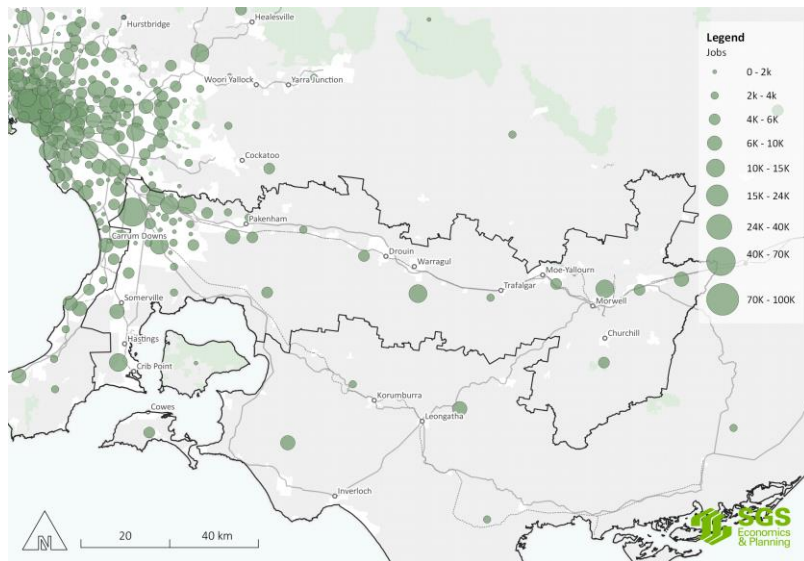 Hurstbridge
Healesville
Woori Yallock
Yarra Junction
Cockatoo
Pakenham
Carrum Downs
Drouin
Warragul
Moe-Yallourn
Trafalgar
Morwell
Somerville
Hastings
Churchill
Crib Point
Cowes
Korumburra
Leongatha
Inverloch
Legend
Jobs
0 - 2k
2k - 4k
4K - 6K
6K - 10K
10K - 15K
15K - 24K
24K - 40K
40K - 70K
70K - 100K
N
20
40 km
SGS
Economics
& Planning